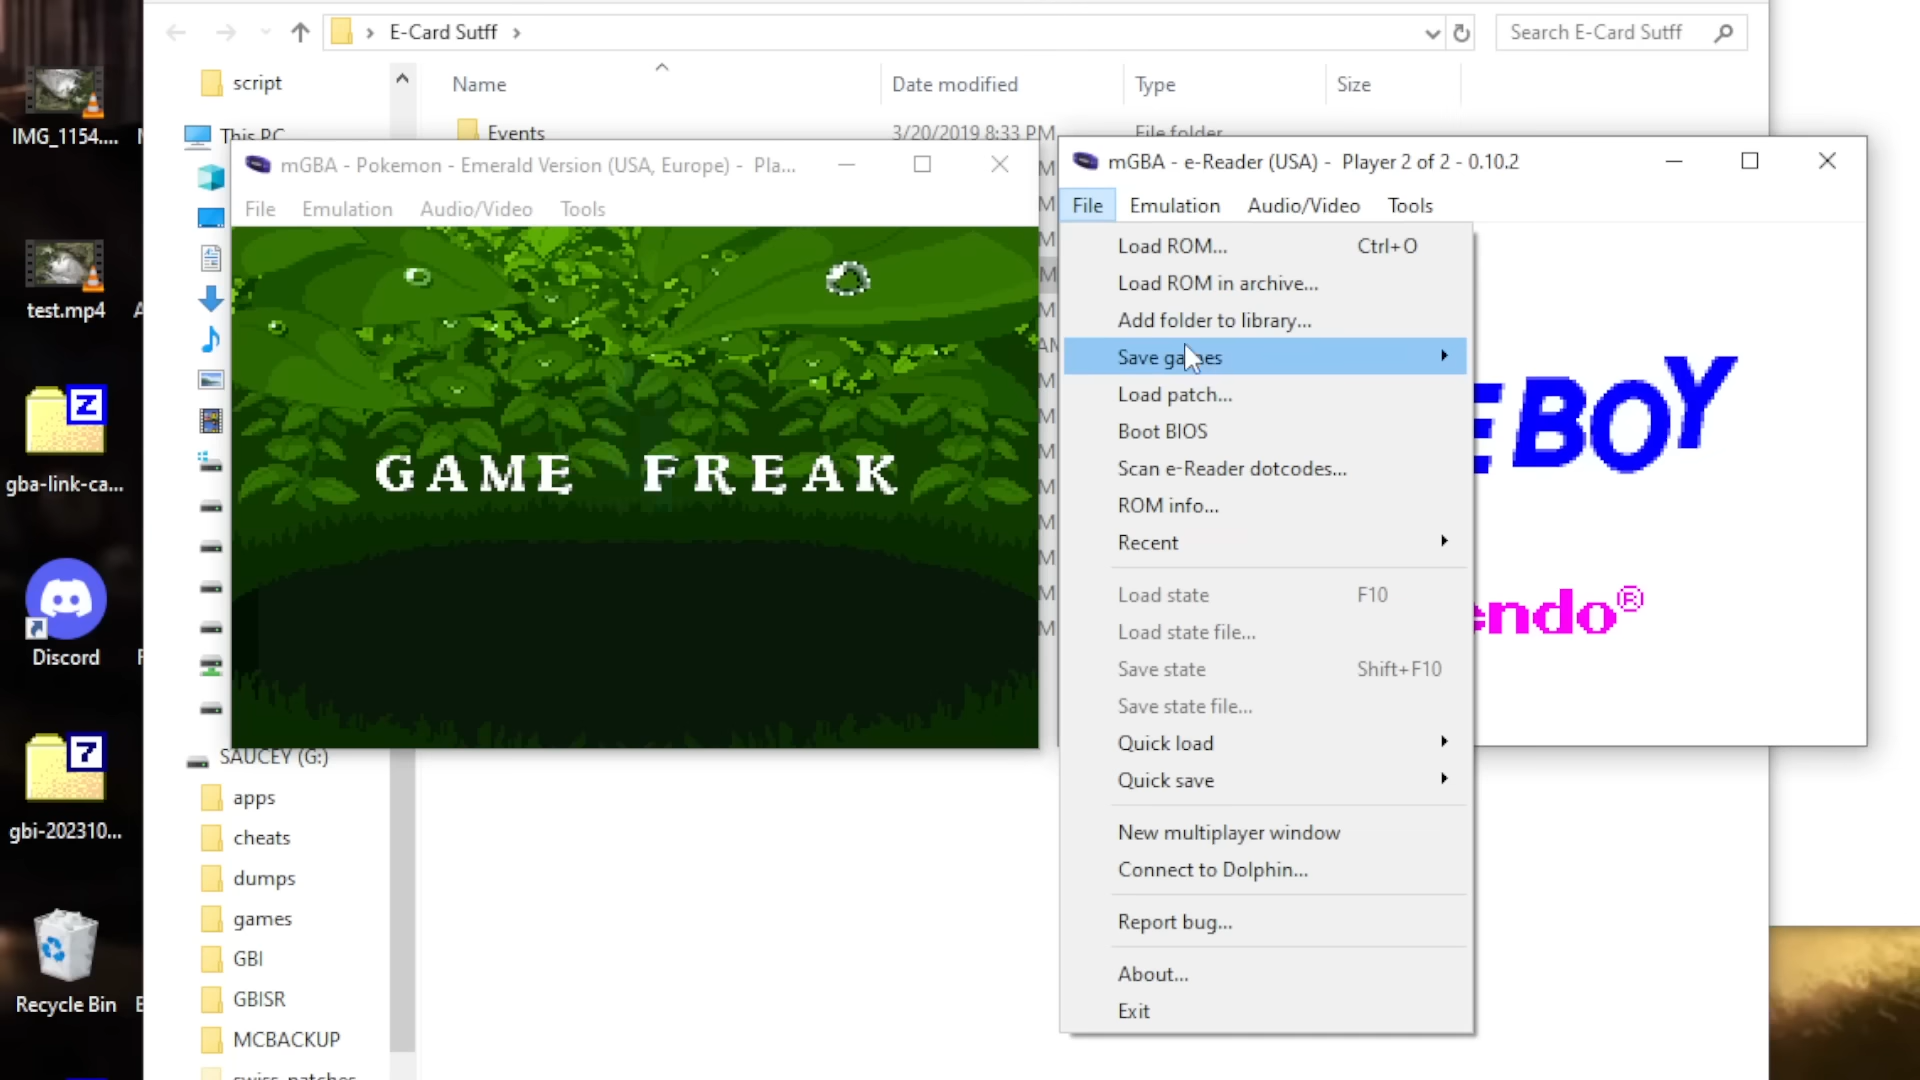 E-Card Sutff
Search E-Card Sutff
script
Name
Date modified
Type
Size
This PC
Events
3/20/2019 8:33 PM
File folder
IMG_1154....
test.mp4
gba-link-ca...
Discord
gbi-202310...
Recycle Bin
mGBA - Pokemon - Emerald Version (USA, Europe) - Pla...
File
Emulation
Audio/Video
Tools
GAME FREAK
mGBA - e-Reader (USA) - Player 2 of 2 - 0.10.2
File
Emulation
Audio/Video
Tools
Load ROM... Ctrl+O
Load ROM in archive...
Add folder to library...
Save games
Load patch...
Boot BIOS
Scan e-Reader dotcodes...
ROM info...
Recent
Load state F10
Load state file...
Save state Shift+F10
Save state file...
Quick load
Quick save
New multiplayer window
Connect to Dolphin...
Report bug...
About...
Exit
E BOY
endo®
SAUCEY (G:)
apps
cheats
dumps
games
GBI
GBISR
MCBACKUP
swiss_patches